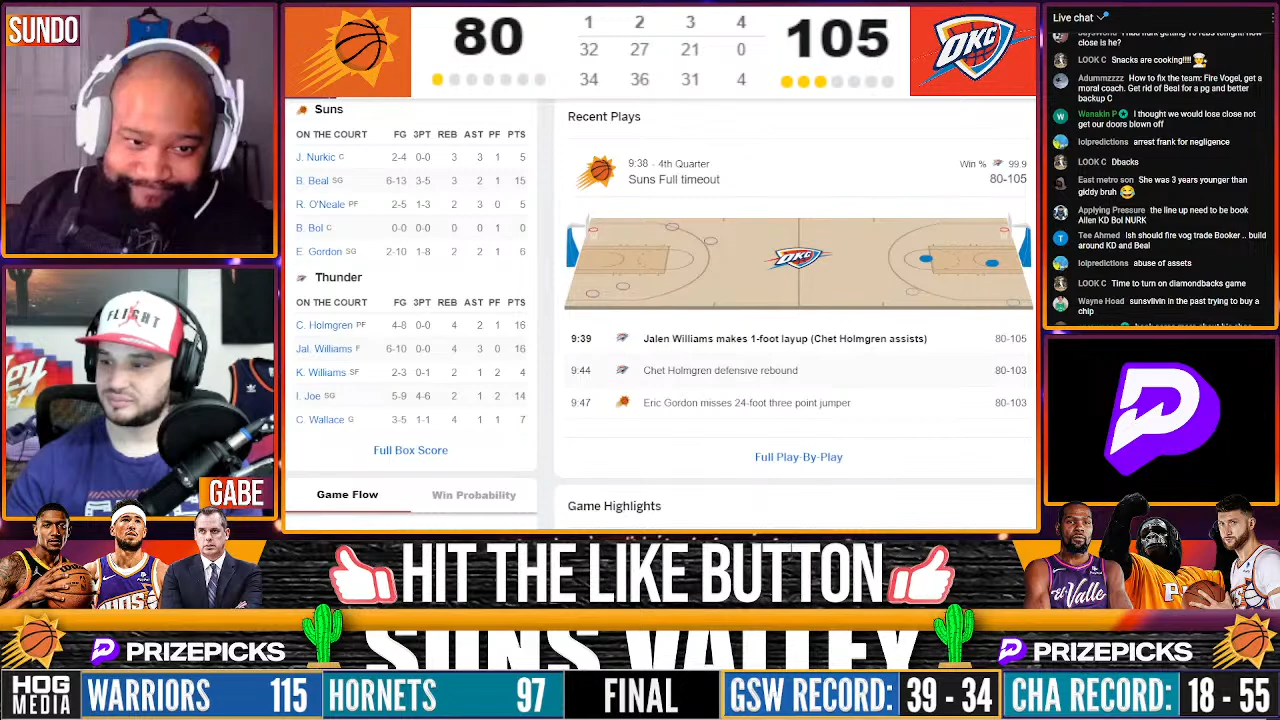 SUNDO
80
1 2 3 4
32 27 21 0
34 36 31 4
105
OKC
Suns
ON THE COURT FG 3PT REB AST PF PTS
J. Nurkic C 2-4 0-0 3 3 1 5
B. Beal SG 6-13 3-5 3 2 1 15
R. O'Neale PF 2-5 1-3 2 3 0 5
B. Bol C 0-0 0-0 0 0 1 0
E. Gordon SG 2-10 1-8 2 2 1 6
Thunder
ON THE COURT FG 3PT REB AST PF PTS
C. Holmgren PF 4-8 0-0 4 2 1 16
Jal. Williams F 6-10 0-0 4 3 0 16
K. Williams SF 2-3 0-1 2 1 2 4
I. Joe SG 5-9 4-6 2 1 2 14
C. Wallace G 3-5 1-1 4 1 1 7
Full Box Score
Game Flow
Win Probability
Recent Plays
9:38 - 4th Quarter
Suns Full timeout
Win % 99.9
80-105
OKC
9:39 Jalen Williams makes 1-foot layup (Chet Holmgren assists) 80-105
9:44 Chet Holmgren defensive rebound 80-103
9:47 Eric Gordon misses 24-foot three point jumper 80-103
Full Play-By-Play
Game Highlights
Live chat
close is he?
LOOK C Snacks are cooking!!!!
Adummzzzz How to fix the team: Fire Vogel, get a
moral coach. Get rid of Beal for a pg and better
backup C
Wanakin P I thought we would lose close not
get our doors blown off
lolpredictions arrest frank for negligence
LOOK C Dbacks
East metro son She was 3 years younger than
giddy bruh
Applying Pressure the line up need to be book
Allen KD Bol NURK
Tee Ahmed Ish should fire vog trade Booker .. build
around KD and Beal
lolpredictions abuse of assets
LOOK C Time to turn on diamondbacks game
Wayne Hoad sunsvilvin in the past trying to buy a
chip
FLIGHT
GABE
HIT THE LIKE BUTTON
SUNS VALLEY
PRIZEPICKS
PRIZEPICKS
HOG
MEDIA
WARRIORS 115
HORNETS 97
FINAL
GSW RECORD: 39 - 34
CHA RECORD: 18 - 55